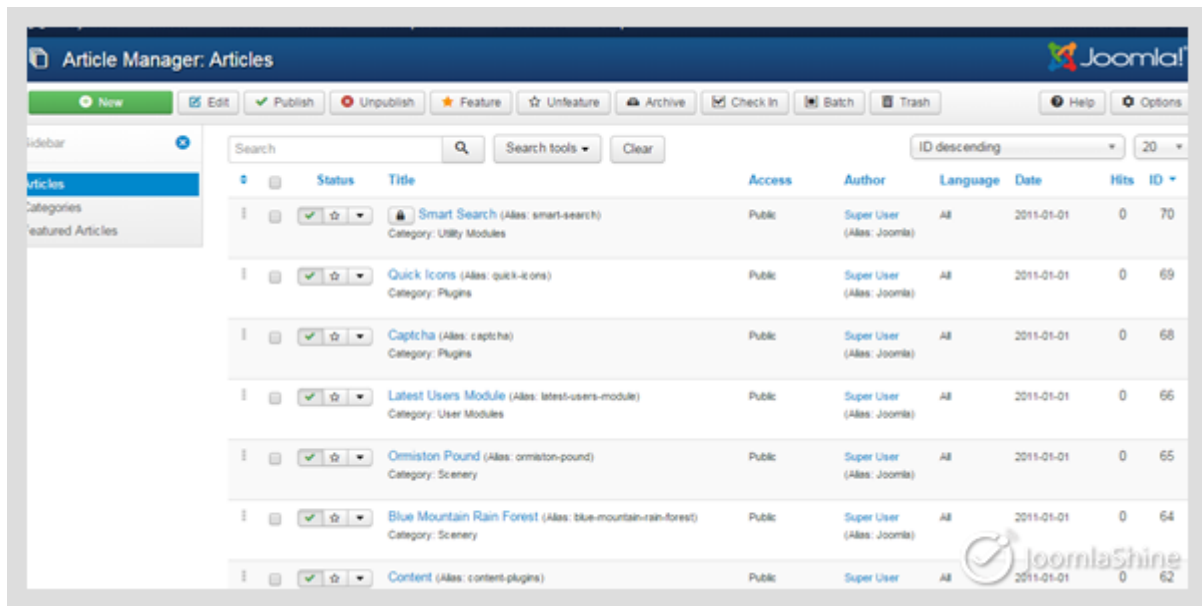 Article Manager: Articles
Joomla!
New Edit Publish Unpublish Feature Unfeature Archive Check In Batch Trash Help Options
Sidebar
Search Search tools Clear ID descending 20
Articles
Categories
Featured Articles
Status Title Access Author Language Date Hits ID
Smart Search (Alias: smart-search) Public Super User All 2011-01-01 0 70
Category: Utility Modules (Alias: Joomla)
Quick Icons (Alias: quick-icons) Public Super User All 2011-01-01 0 69
Category: Plugins (Alias: Joomla)
Captcha (Alias: captcha) Public Super User All 2011-01-01 0 68
Category: Plugins (Alias: Joomla)
Latest Users Module (Alias: latest-users-module) Public Super User All 2011-01-01 0 66
Category: User Modules (Alias: Joomla)
Ormiston Pound (Alias: ormiston-pound) Public Super User All 2011-01-01 0 65
Category: Scenery (Alias: Joomla)
Blue Mountain Rain Forest (Alias: blue-mountain-rain-forest) Public Super User All 2011-01-01 0 64
Category: Scenery (Alias: Joomla)
JoomlaShine
Content (Alias: content-plugins) Public Super User All 2011-01-01 0 62